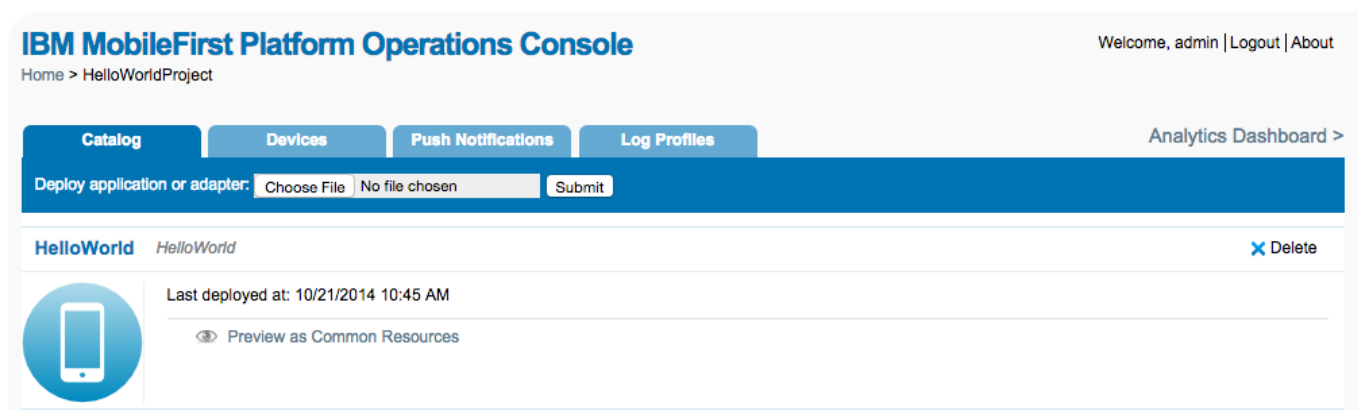 IBM MobileFirst Platform Operations Console
Welcome, admin | Logout | About
Home > HelloWorldProject
Catalog
Devices
Push Notifications
Log Profiles
Analytics Dashboard >
Deploy application or adapter: Choose File No file chosen Submit
HelloWorld HelloWorld
Delete
Last deployed at: 10/21/2014 10:45 AM
Preview as Common Resources